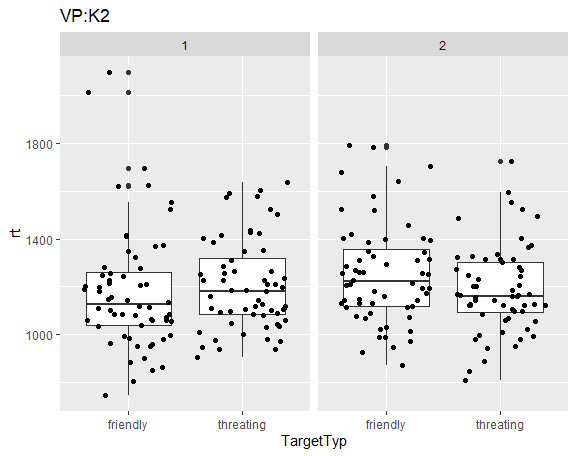 VP:K2
1 2
rt
1800
1400
1000
friendly threating friendly threating
TargetTyp